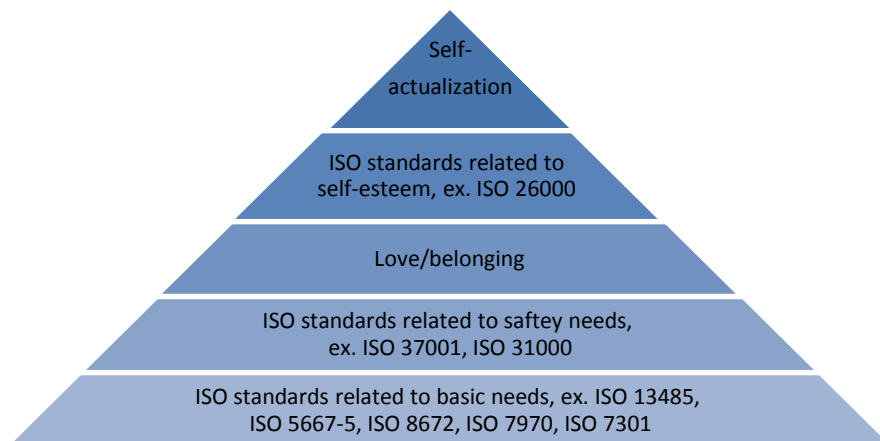 Self-
actualization
ISO standards related to
self-esteem, ex. ISO 26000
Love/belonging
ISO standards related to saftey needs,
ex. ISO 37001, ISO 31000
ISO standards related to basic needs, ex. ISO 13485,
ISO 5667-5, ISO 8672, ISO 7970, ISO 7301